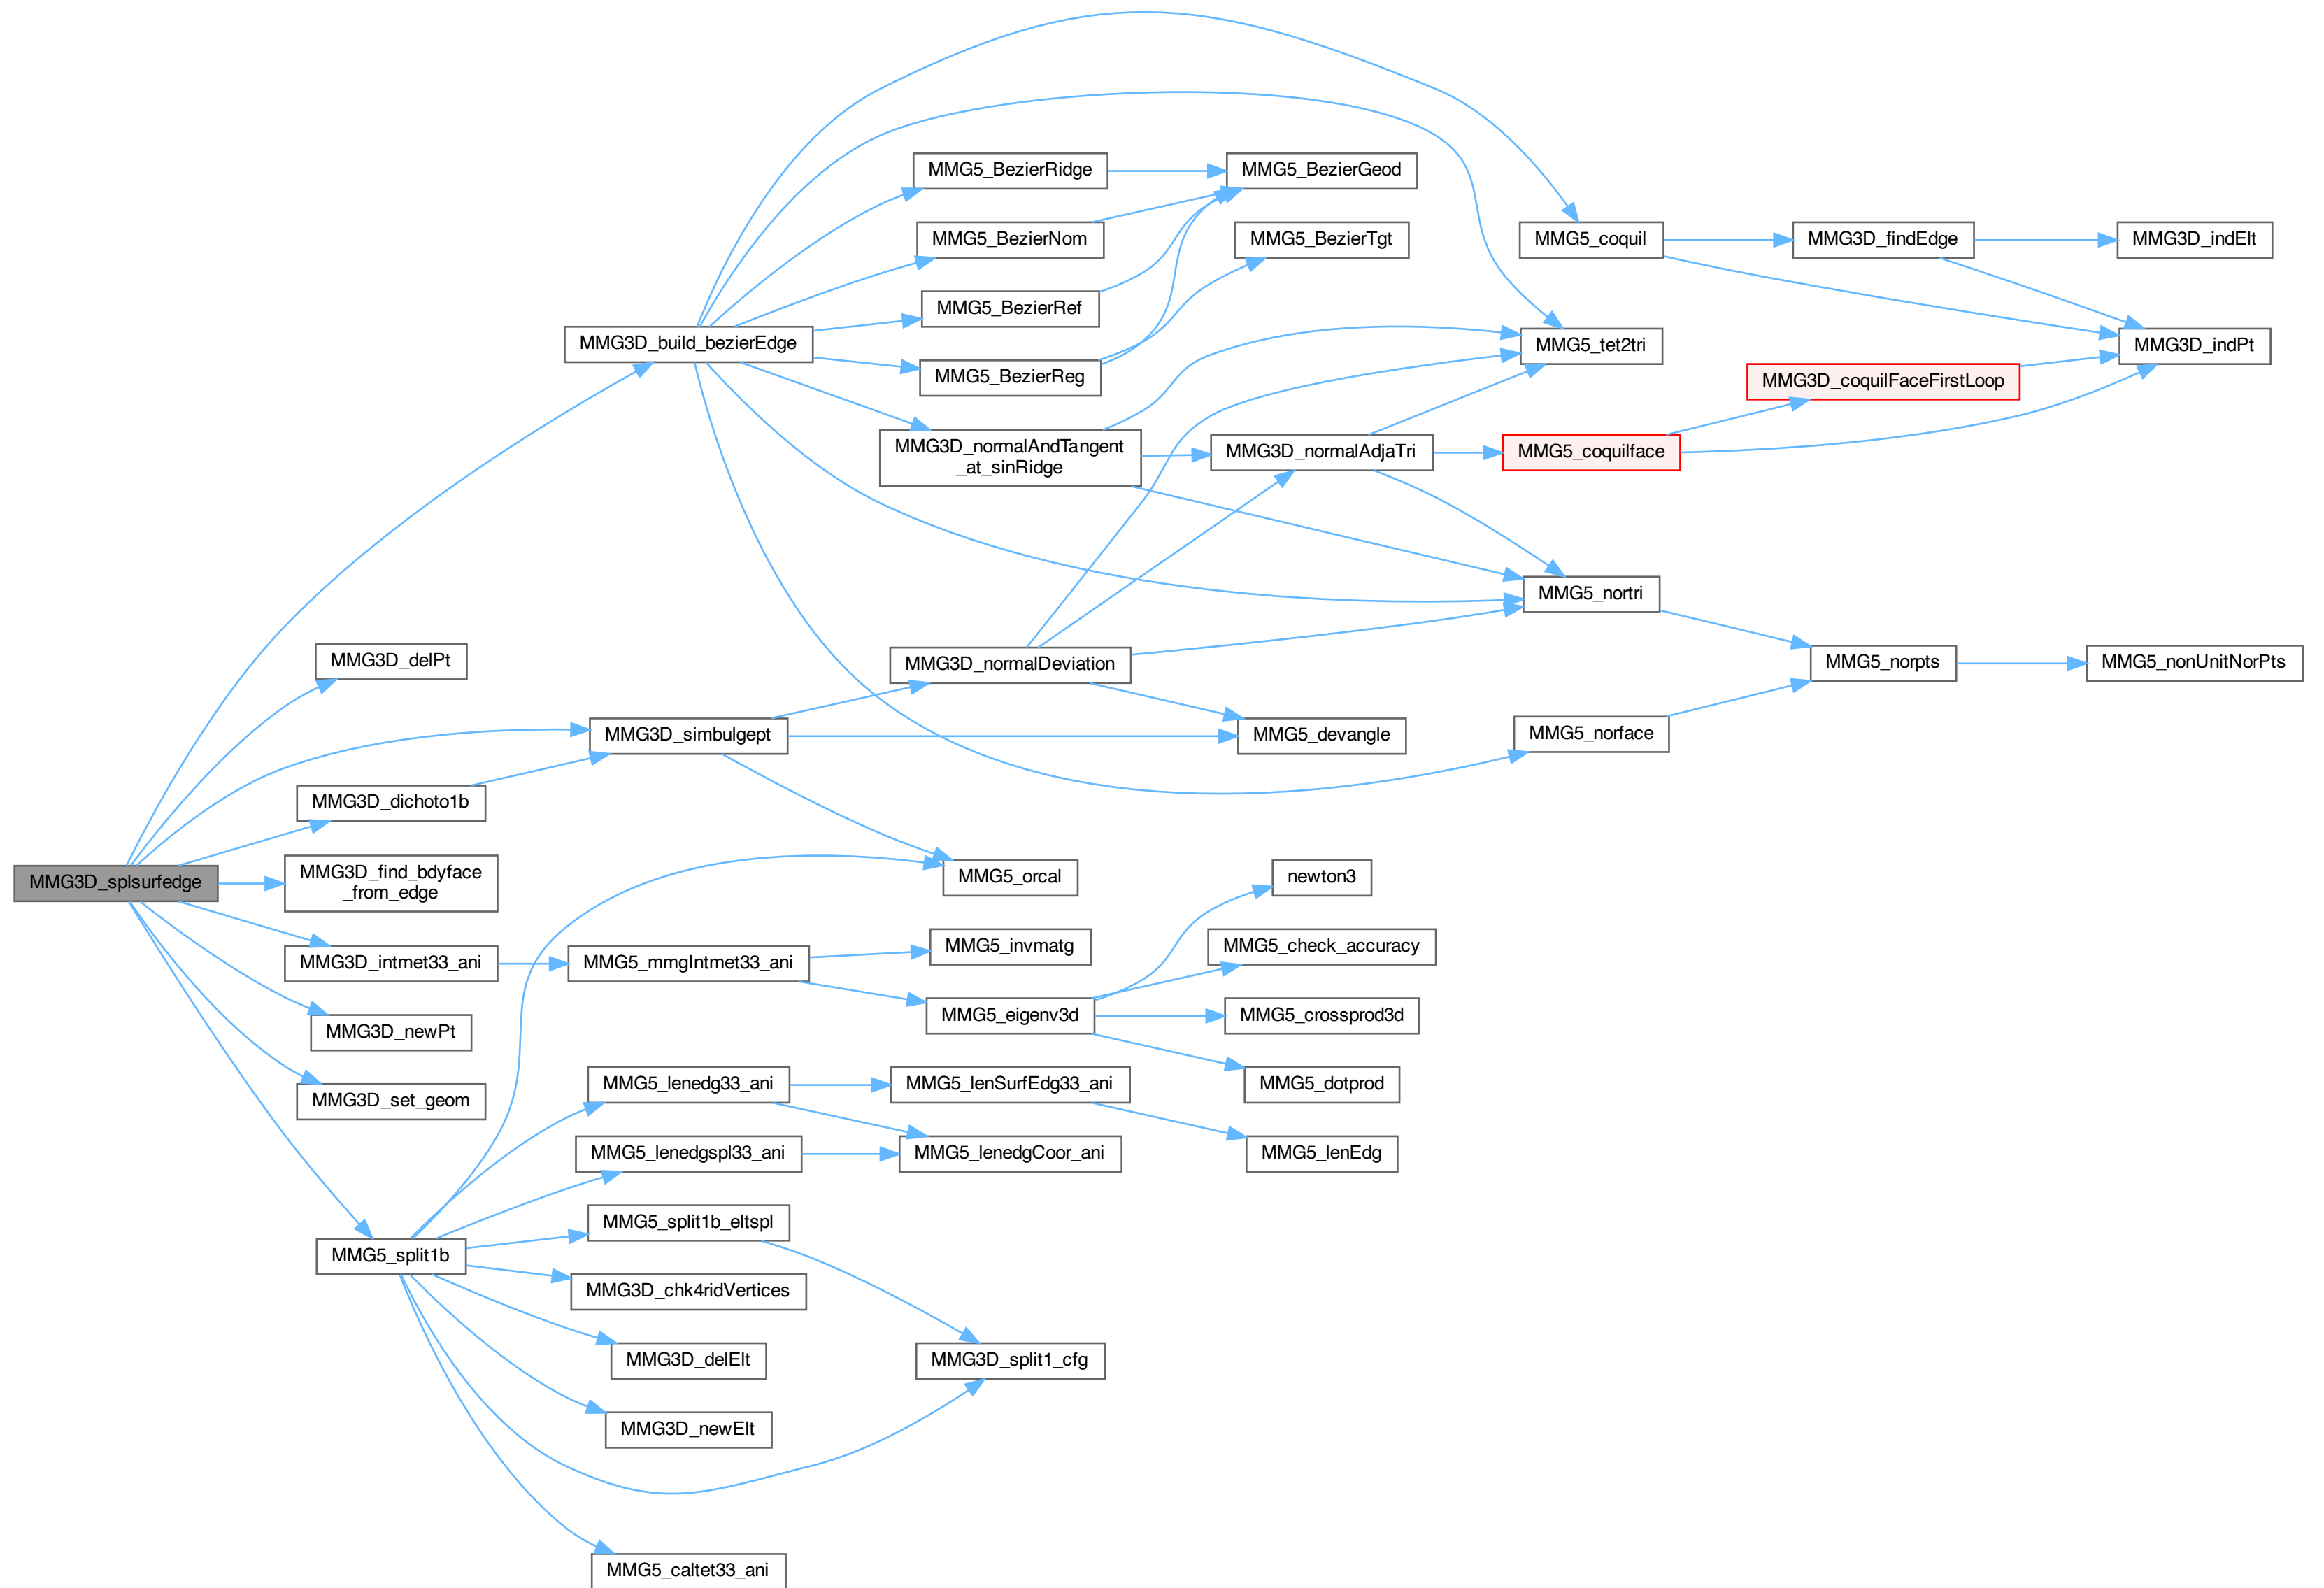 MMG5_BezierRidge
MMG5_BezierGeod
MMG5_BezierNom
MMG5_BezierTgt
MMG5_coquil
MMG3D_findEdge
MMG3D_indElt
MMG5_BezierRef
MMG3D_build_bezierEdge
MMG5_tet2tri
MMG3D_indPt
MMG5_BezierReg
MMG3D_coquilFaceFirstLoop
MMG3D_normalAndTangent
_at_sinRidge
MMG3D_normalAdjaTri
MMG5_coquilface
MMG5_nortri
MMG3D_delPt
MMG3D_normalDeviation
MMG5_norpts
MMG5_nonUnitNorPts
MMG3D_simbulgept
MMG5_devangle
MMG5_norface
MMG3D_dichoto1b
MMG3D_splsurfedge
MMG3D_find_bdyface
_from_edge
MMG5_orcal
newton3
MMG3D_intmet33_ani
MMG5_mmgIntmet33_ani
MMG5_invmatg
MMG5_check_accuracy
MMG3D_newPt
MMG5_eigenv3d
MMG5_crossprod3d
MMG3D_set_geom
MMG5_lenedg33_ani
MMG5_lenSurfEdg33_ani
MMG5_dotprod
MMG5_lenedgspl33_ani
MMG5_lenedgCoor_ani
MMG5_lenEdg
MMG5_split1b_eltspl
MMG5_split1b
MMG3D_chk4ridVertices
MMG3D_delElt
MMG3D_split1_cfg
MMG3D_newElt
MMG5_caltet33_ani